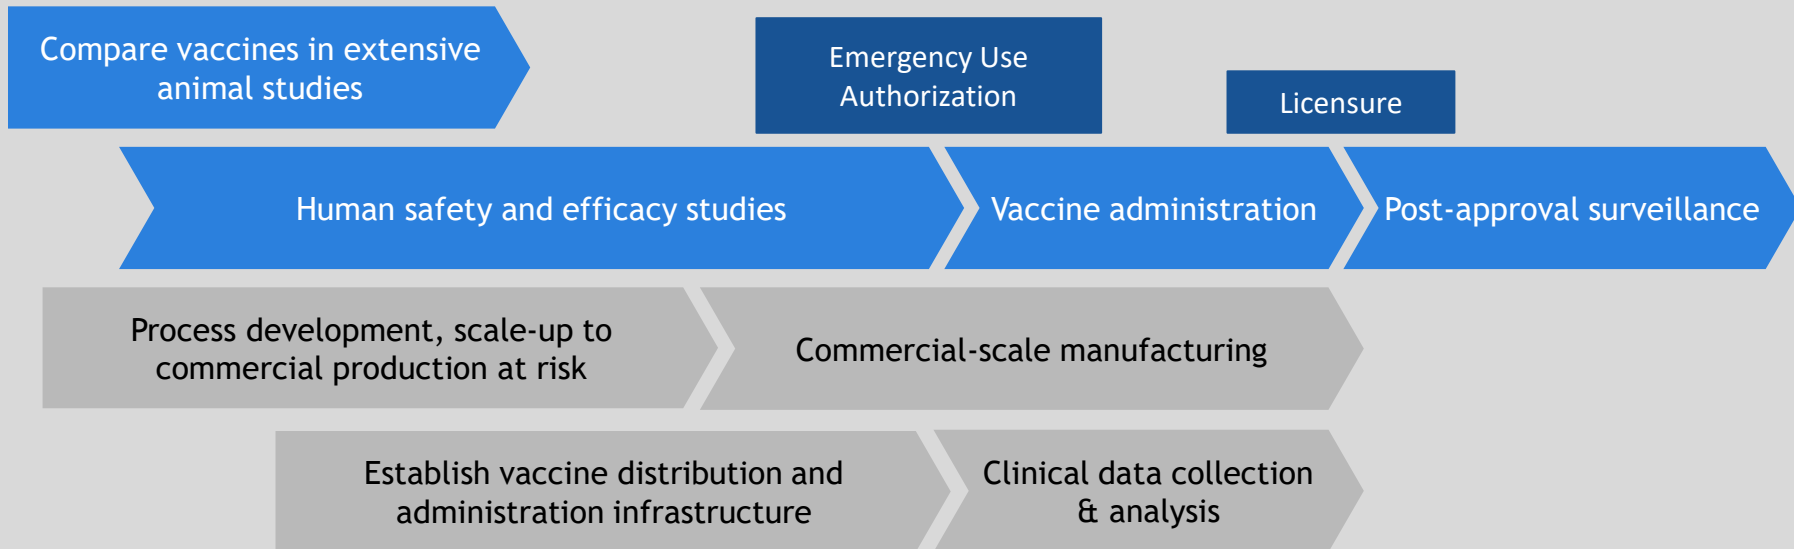 Compare vaccines in extensive
animal studies
Emergency Use
Authorization
Licensure
Human safety and efficacy studies
Vaccine administration
Post-approval surveillance
Process development, scale-up to
commercial production at risk
Commercial-scale manufacturing
Establish vaccine distribution and
administration infrastructure
Clinical data collection
& analysis